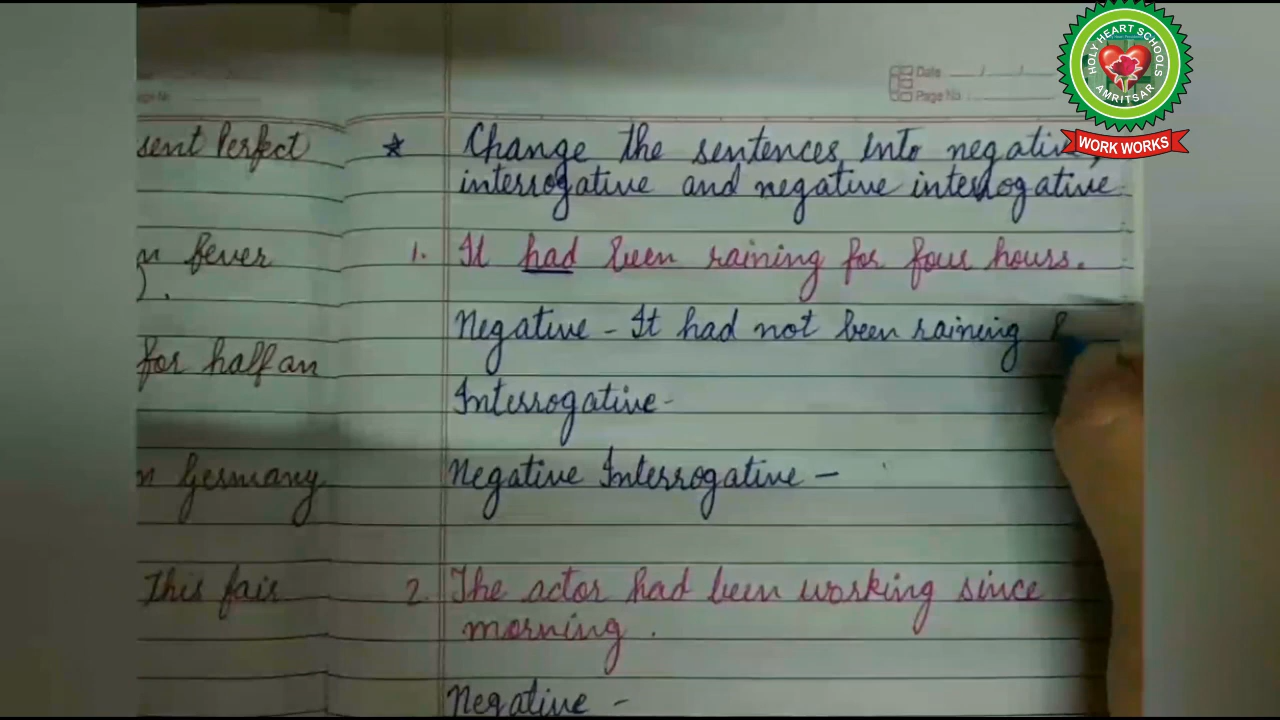 HOLY HEART SCHOOLS
AMRITSAR
WORK WORKS
Date
Page No
sent Perfect
fever
for half an
Germany
This fair
★ Change the sentences into negative,
interrogative and negative interrogative
1. It had been raining for four hours.
Negative - It had not been raining
Interrogative -
Negative Interrogative -
2. The actor had been working since
morning.
Negative -